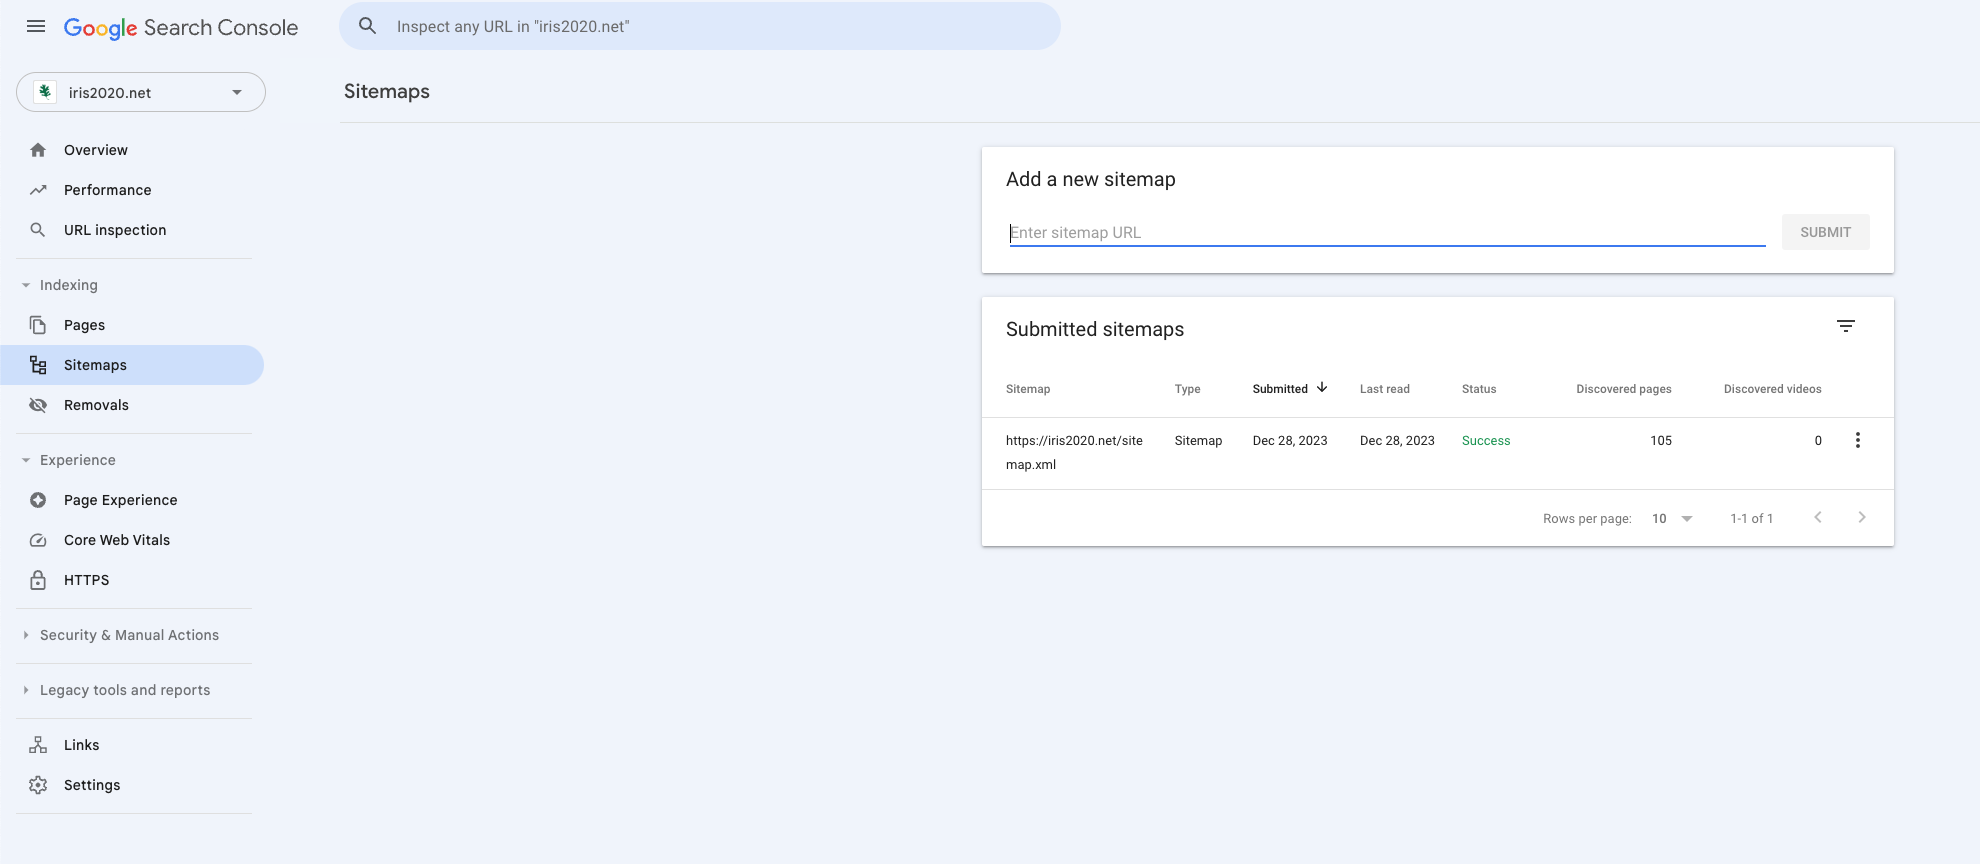 Google Search Console
Inspect any URL in "iris2020.net"
iris2020.net
Overview
Performance
URL inspection
Indexing
Pages
Sitemaps
Removals
Experience
Page Experience
Core Web Vitals
HTTPS
Security & Manual Actions
Legacy tools and reports
Links
Settings
Sitemaps
Add a new sitemap
Enter sitemap URL
SUBMIT
Submitted sitemaps
Sitemap Type Submitted Last read Status Discovered pages Discovered videos
https://iris2020.net/site Sitemap Dec 28, 2023 Dec 28, 2023 Success 105 0
map.xml
Rows per page: 10 1-1 of 1